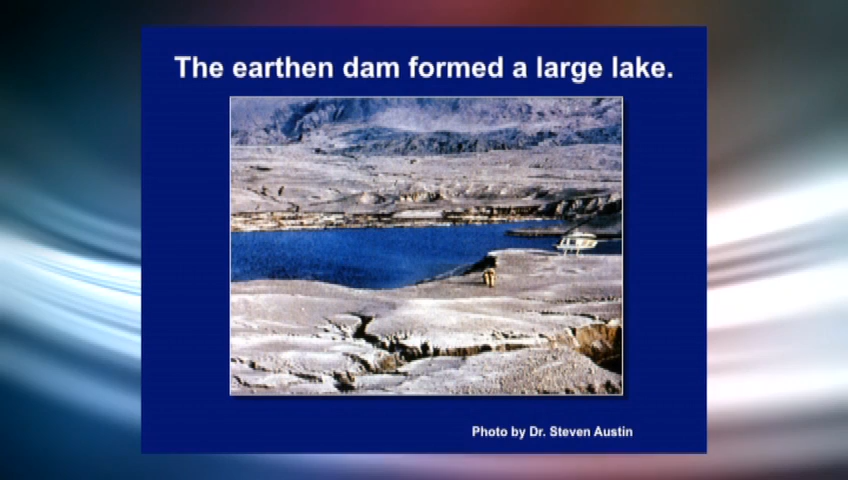 The earthen dam formed a large lake.
Photo by Dr. Steven Austin